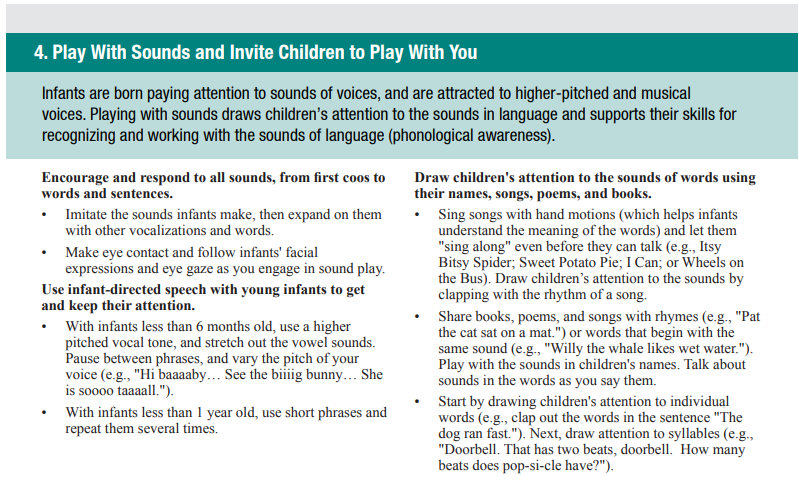 4. Play With Sounds and Invite Children to Play With You
Infants are born paying attention to sounds of voices, and are attracted to higher-pitched and musical
voices. Playing with sounds draws children's attention to the sounds in language and supports their skills for
recognizing and working with the sounds of language (phonological awareness).
Encourage and respond to all sounds, from first coos to
words and sentences.
• Imitate the sounds infants make, then expand on them
with other vocalizations and words.
• Make eye contact and follow infants' facial
expressions and eye gaze as you engage in sound play.
Use infant-directed speech with young infants to get
and keep their attention.
• With infants less than 6 months old, use a higher
pitched vocal tone, and stretch out the vowel sounds.
Pause between phrases, and vary the pitch of your
voice (e.g., "Hi baaaaby… See the biiiig bunny… She
is soooo taaaall.").
• With infants less than 1 year old, use short phrases and
repeat them several times.
Draw children's attention to the sounds of words using
their names, songs, poems, and books.
• Sing songs with hand motions (which helps infants
understand the meaning of the words) and let them
"sing along" even before they can talk (e.g., Itsy
Bitsy Spider; Sweet Potato Pie; I Can; or Wheels on
the Bus). Draw children's attention to the sounds by
clapping with the rhythm of a song.
• Share books, poems, and songs with rhymes (e.g., "Pat
the cat sat on a mat.") or words that begin with the
same sound (e.g., "Willy the whale likes wet water.").
Play with the sounds in children's names. Talk about
sounds in the words as you say them.
• Start by drawing children's attention to individual
words (e.g., clap out the words in the sentence "The
dog ran fast."). Next, draw attention to syllables (e.g.,
"Doorbell. That has two beats, doorbell. How many
beats does pop-si-cle have?").